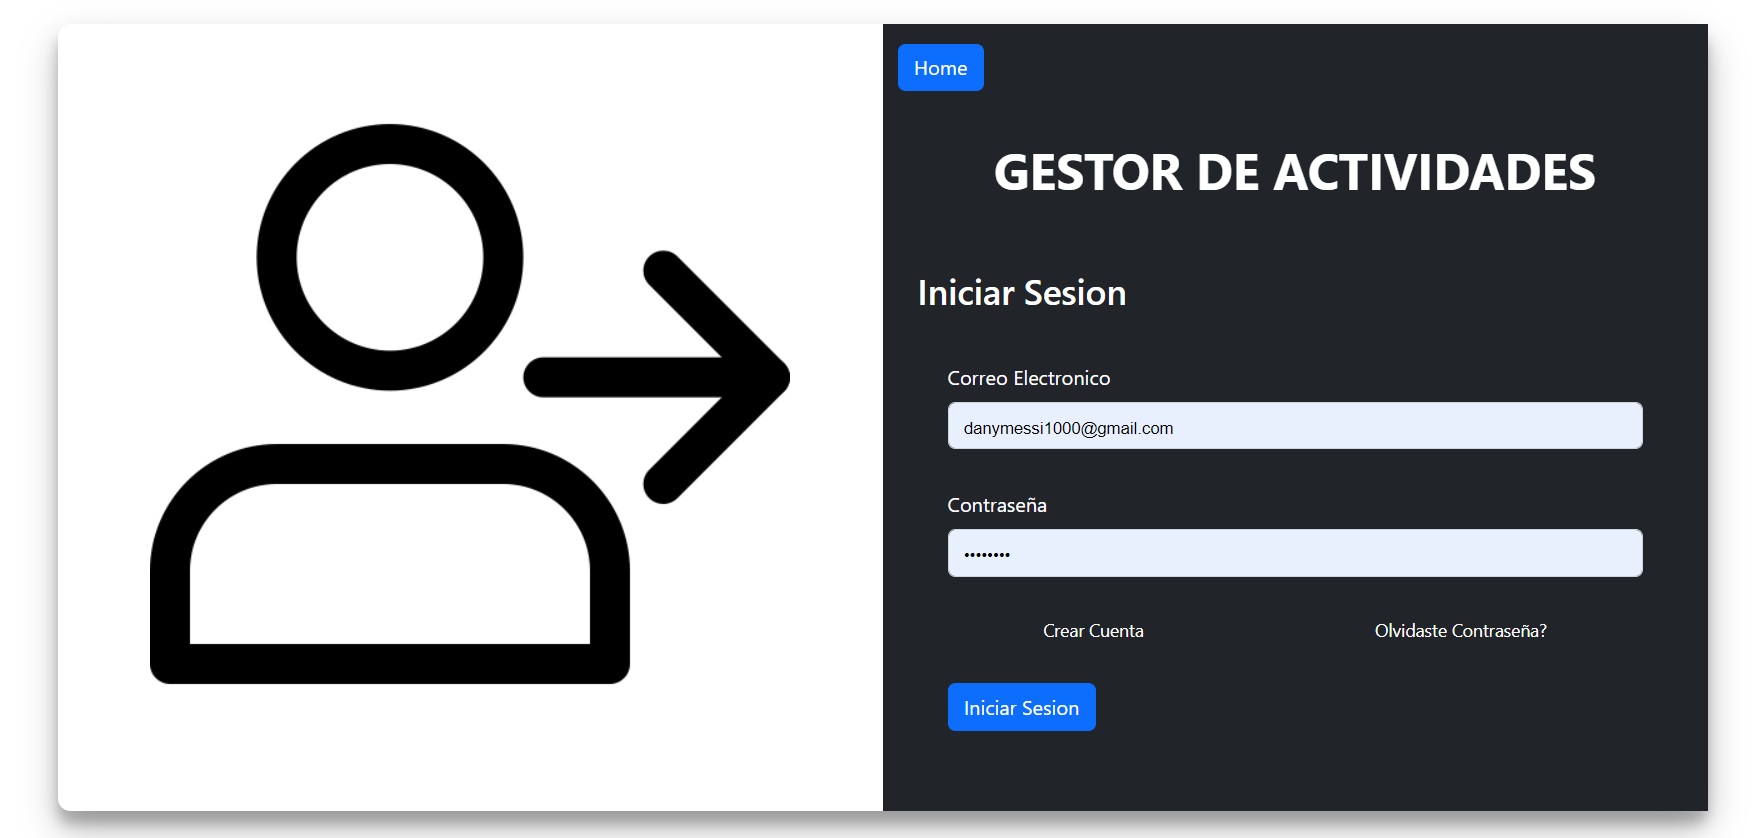 Home
GESTOR DE ACTIVIDADES
Iniciar Sesion
Correo Electronico
danymessi1000@gmail.com
Contraseña
••••••••
Crear Cuenta
Olvidaste Contraseña?
Iniciar Sesion